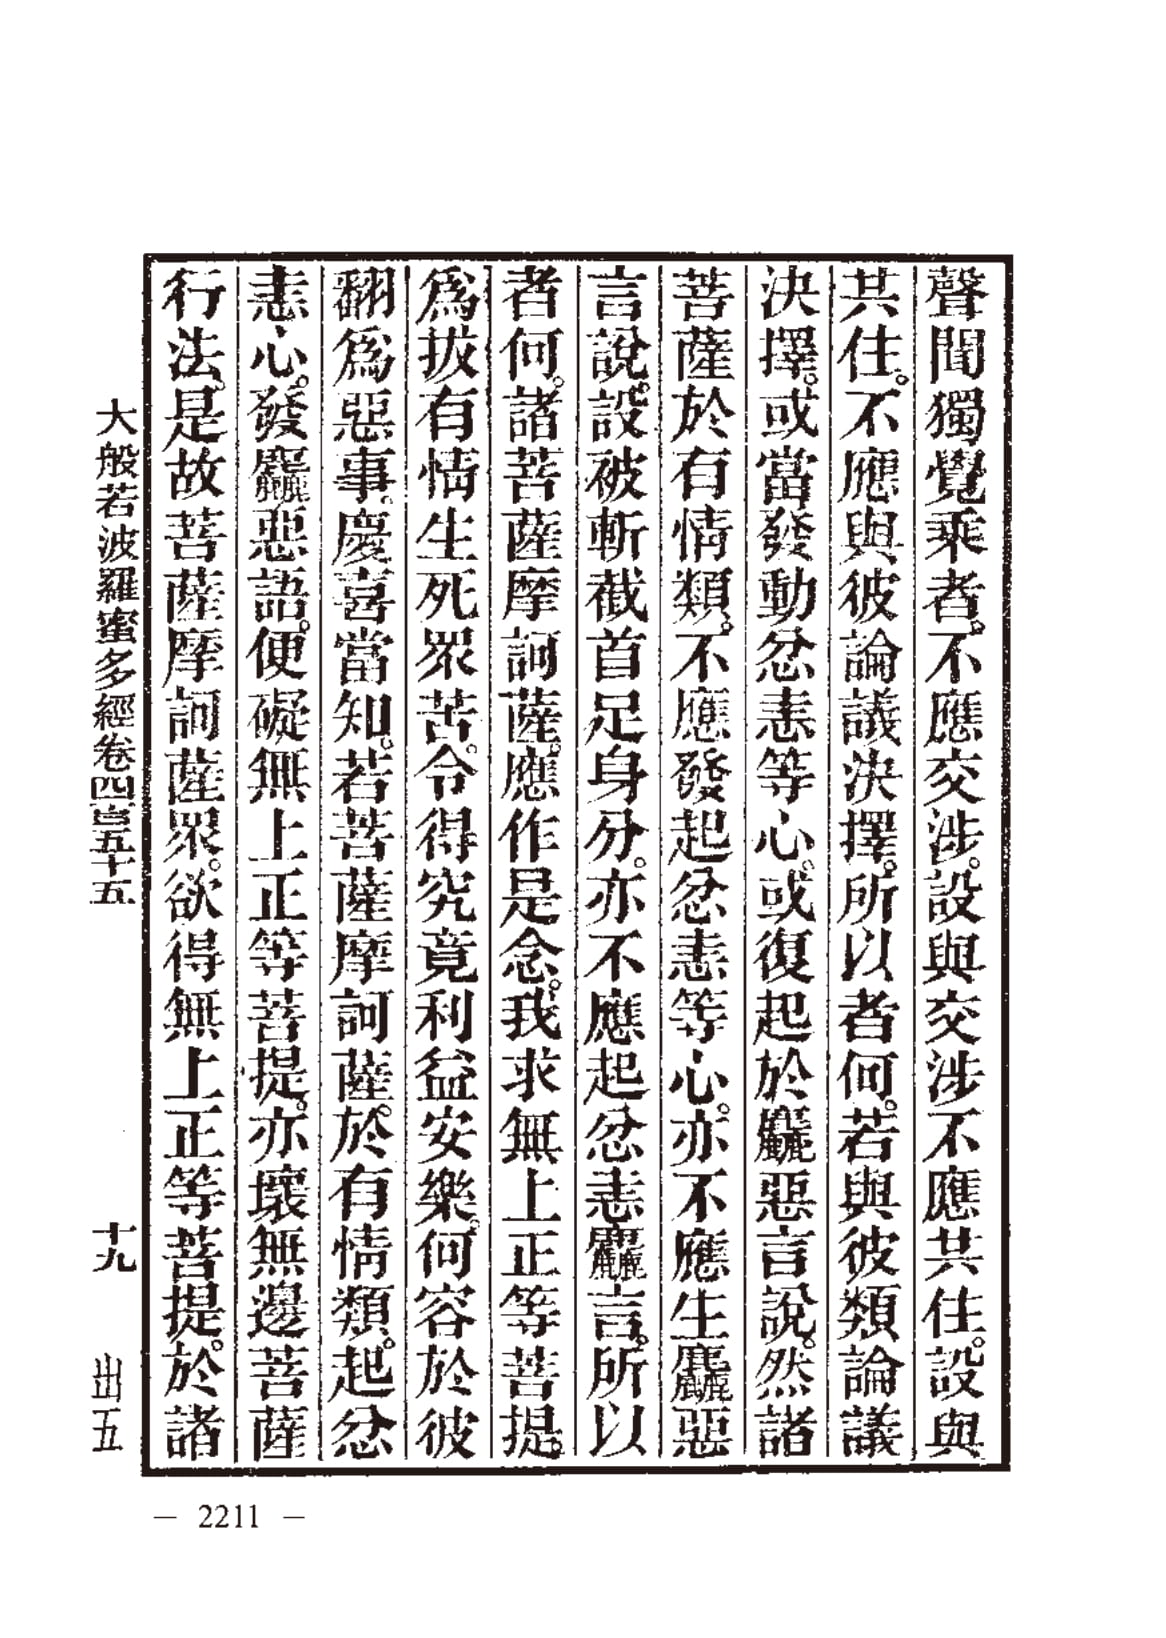 聲聞獨覺乘者。不應交涉。設與交涉不應共住。設與
共住。不應與彼論議決擇。所以者何。若與彼類論議
決擇。或當發動忿恚等心。或復起於麤惡言說。然諸
菩薩於有情類。不應發起忿恚等心。亦不應生麤惡
言說。設被斬截首足身分。亦不應起忿恚麤言。所以
者何。諸菩薩摩訶薩。應作是念。我求無上正等菩提。
爲拔有情生死眾苦。令得究竟利益安樂。何容於彼
翻爲惡事。慶喜當知。若菩薩摩訶薩。於有情類。起忿
恚心。發麤惡語。便礙無上正等菩提。亦壞無邊菩薩
行法。是故菩薩摩訶薩眾。欲得無上正等菩提。於諸
大般若波羅蜜多經卷四百五十五 十九 出五
— 2211 —